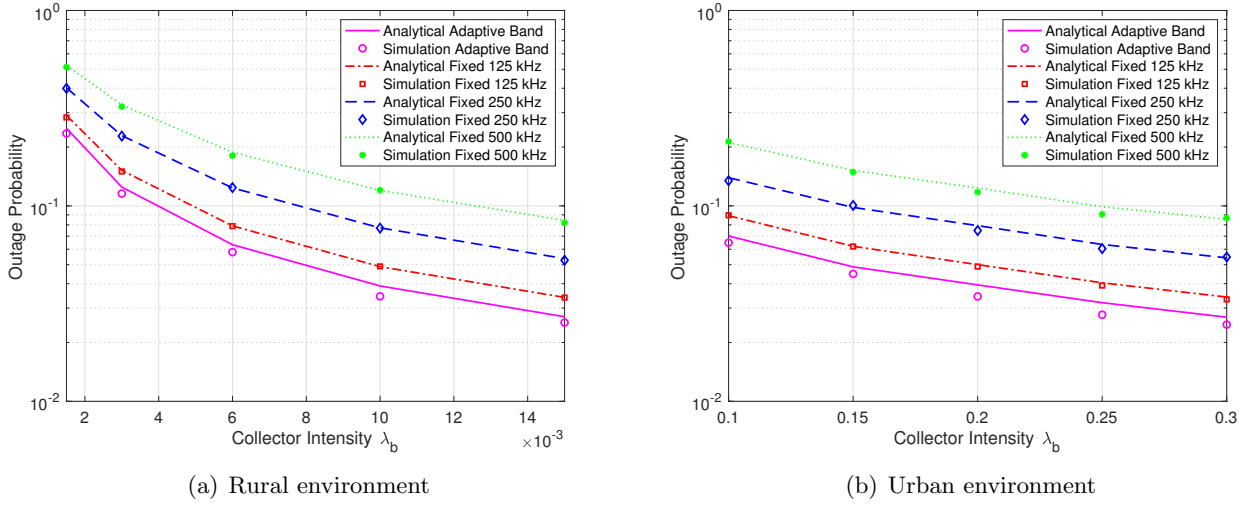 10^0
10^-1
10^-2
Outage Probability
2 4 6 8 10 12 14
×10^-3
Collector Intensity λ_b
Analytical Adaptive Band
Simulation Adaptive Band
Analytical Fixed 125 kHz
Simulation Fixed 125 kHz
Analytical Fixed 250 kHz
Simulation Fixed 250 kHz
Analytical Fixed 500 kHz
Simulation Fixed 500 kHz
(a) Rural environment
10^0
10^-1
10^-2
Outage Probability
0.1 0.15 0.2 0.25 0.3
Collector Intensity λ_b
Analytical Adaptive Band
Simulation Adaptive Band
Analytical Fixed 125 kHz
Simulation Fixed 125 kHz
Analytical Fixed 250 kHz
Simulation Fixed 250 kHz
Analytical Fixed 500 kHz
Simulation Fixed 500 kHz
(b) Urban environment